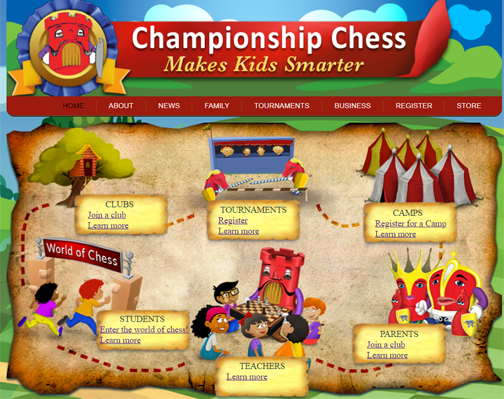 Championship Chess
Makes Kids Smarter
HOME ABOUT NEWS FAMILY TOURNAMENTS BUSINESS REGISTER STORE
CLUBS
Join a club
Learn more
TOURNAMENTS
Register
Learn more
CAMPS
Register for a Camp
Learn more
World of Chess
STUDENTS
Enter the world of chess!
Learn more
TEACHERS
Learn more
PARENTS
Join a club
Learn more